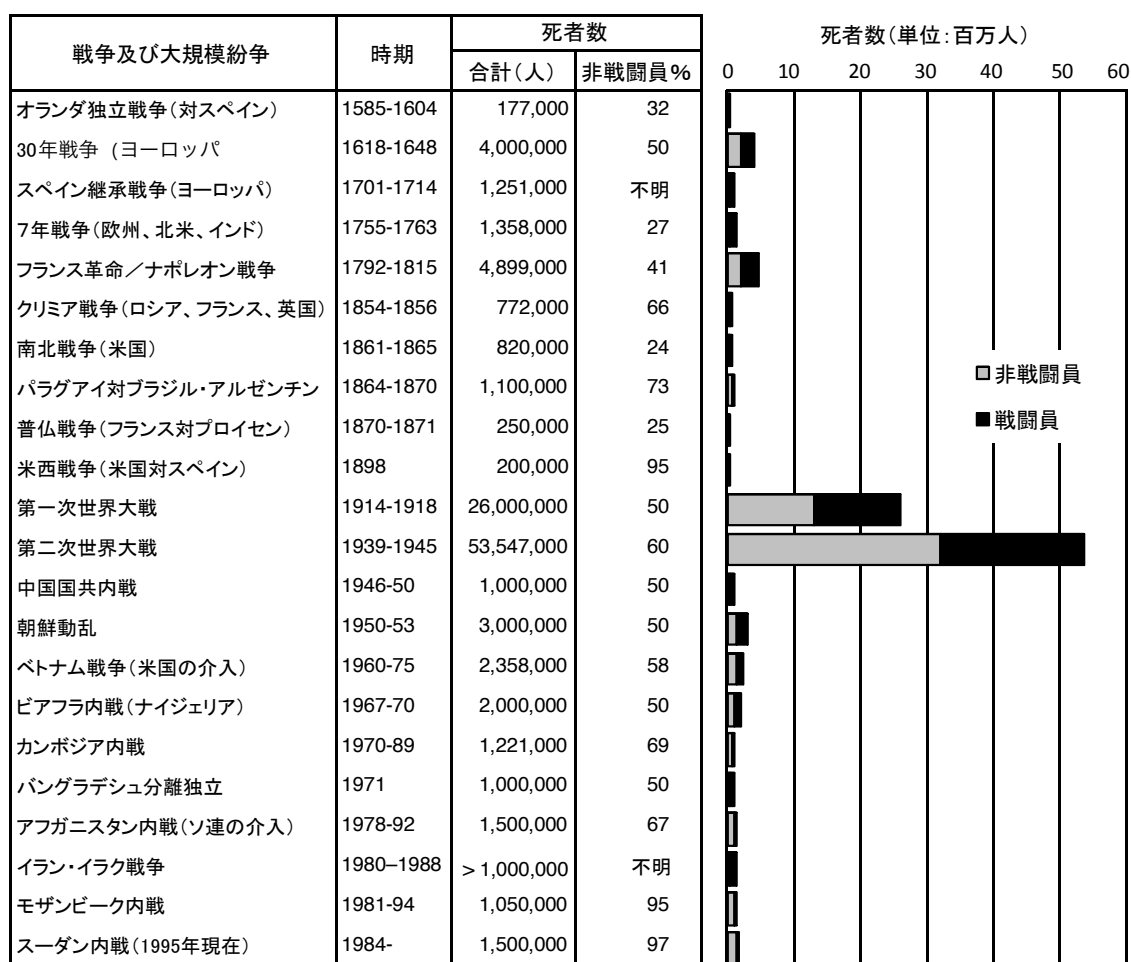 戦争及び大規模紛争 時期 死者数
合計(人) 非戦闘員%
死者数(単位:百万人)
0 10 20 30 40 50 60
オランダ独立戦争(対スペイン) 1585-1604 177,000 32
30年戦争 (ヨーロッパ 1618-1648 4,000,000 50
スペイン継承戦争(ヨーロッパ) 1701-1714 1,251,000 不明
7年戦争(欧州、北米、インド) 1755-1763 1,358,000 27
フランス革命/ナポレオン戦争 1792-1815 4,899,000 41
クリミア戦争(ロシア、フランス、英国) 1854-1856 772,000 66
南北戦争(米国) 1861-1865 820,000 24
パラグアイ対ブラジル・アルゼンチン 1864-1870 1,100,000 73
普仏戦争(フランス対プロイセン) 1870-1871 250,000 25
米西戦争(米国対スペイン) 1898 200,000 95
第一次世界大戦 1914-1918 26,000,000 50
第二次世界大戦 1939-1945 53,547,000 60
中国国共内戦 1946-50 1,000,000 50
朝鮮動乱 1950-53 3,000,000 50
ベトナム戦争(米国の介入) 1960-75 2,358,000 58
ビアフラ内戦(ナイジェリア) 1967-70 2,000,000 50
カンボジア内戦 1970-89 1,221,000 69
バングラデシュ分離独立 1971 1,000,000 50
アフガニスタン内戦(ソ連の介入) 1978-92 1,500,000 67
イラン・イラク戦争 1980–1988 >1,000,000 不明
モザンビーク内戦 1981-94 1,050,000 95
スーダン内戦(1995年現在) 1984- 1,500,000 97
非戦闘員
戦闘員